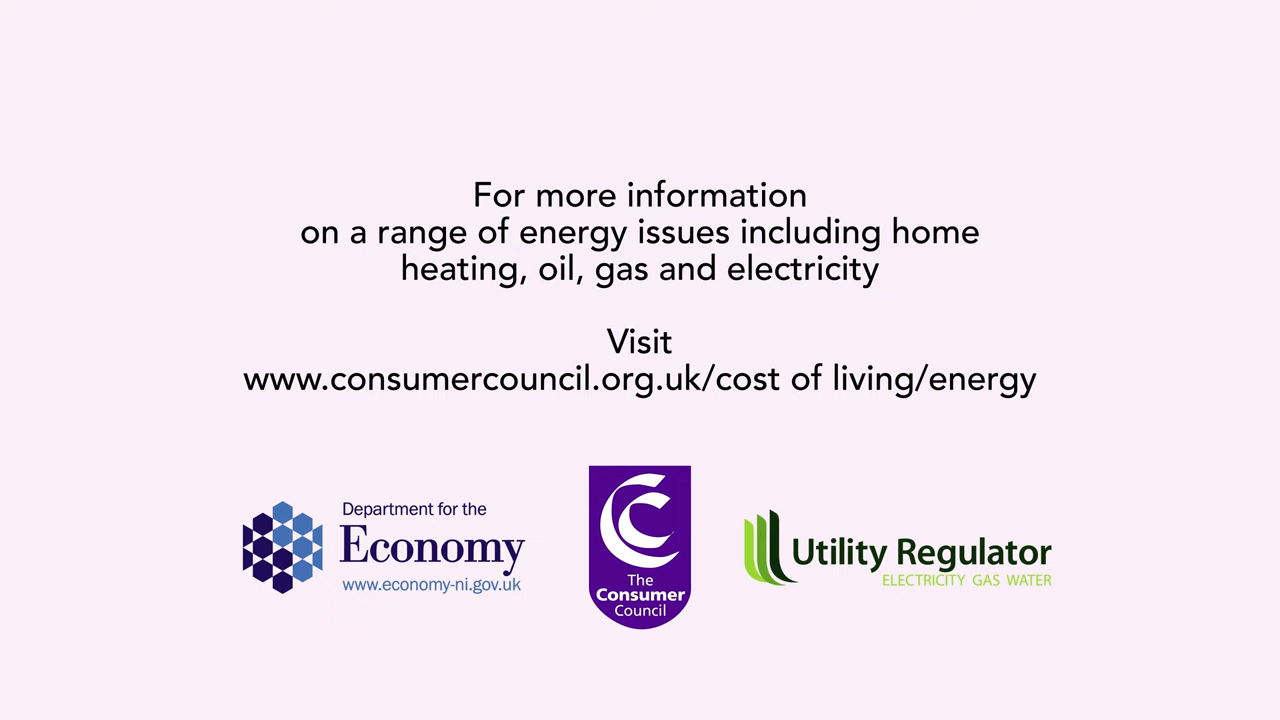 For more information
on a range of energy issues including home
heating, oil, gas and electricity
Visit
www.consumercouncil.org.uk/cost of living/energy
Department for the
Economy
www.economy-ni.gov.uk
The
Consumer
Council
Utility Regulator
ELECTRICITY GAS WATER